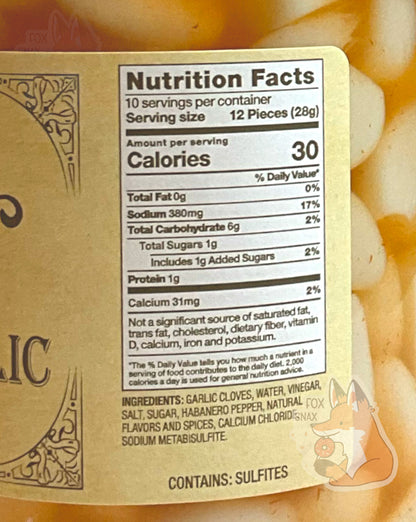 FOX
SNAX
LIC
Nutrition Facts
10 servings per container
Serving size 12 Pieces (28g)
Amount per serving
Calories 30
% Daily Value*
Total Fat 0g 0%
Sodium 380mg 17%
Total Carbohydrate 6g 2%
Total Sugars 1g
Includes 1g Added Sugars 2%
Protein 1g
Calcium 31mg 2%
Not a significant source of saturated fat,
trans fat, cholesterol, dietary fiber, vitamin
D, calcium, iron and potassium.
*The % Daily Value tells you how much a nutrient in a
serving of food contributes to the daily diet. 2,000
calories a day is used for general nutrition advice.
INGREDIENTS: GARLIC CLOVES, WATER, VINEGAR,
SALT, SUGAR, HABANERO PEPPER, NATURAL
FLAVORS AND SPICES, CALCIUM CHLORIDE,
SODIUM METABISULFITE.
FOX
SNAX
CONTAINS: SULFITES